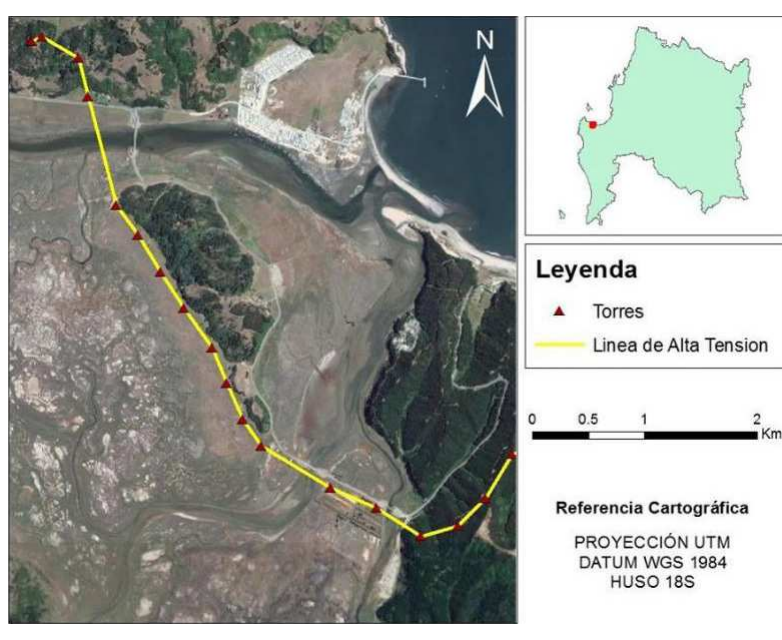 N
Leyenda
Torres
Linea de Alta Tension
0 0.5 1 2
Km
Referencia Cartográfica
PROYECCIÓN UTM
DATUM WGS 1984
HUSO 18S